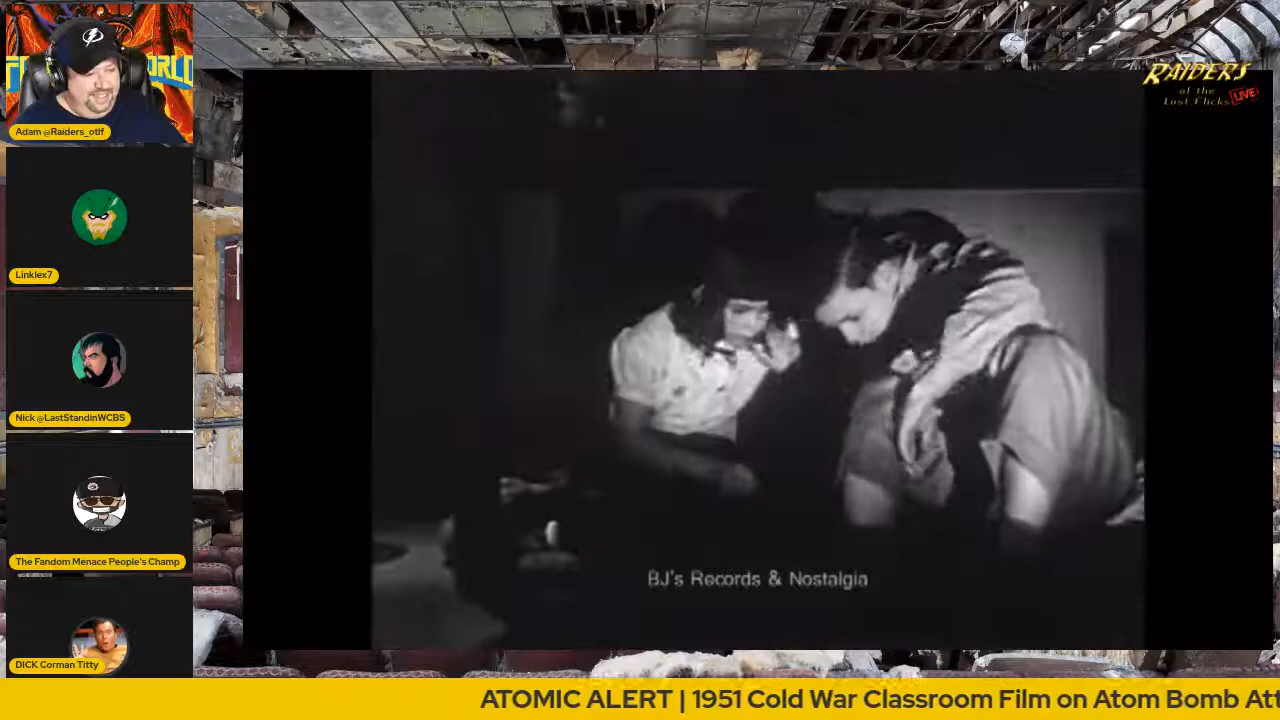 Adam @Raiders_otlf
Linklex7
Nick @LastStandinWCBS
The Fandom Menace People's Champ
DICK Corman Titty
RAIDERS
of the
Lost Flicks
LIVE
BJ's Records & Nostalgia
ATOMIC ALERT | 1951 Cold War Classroom Film on Atom Bomb Att